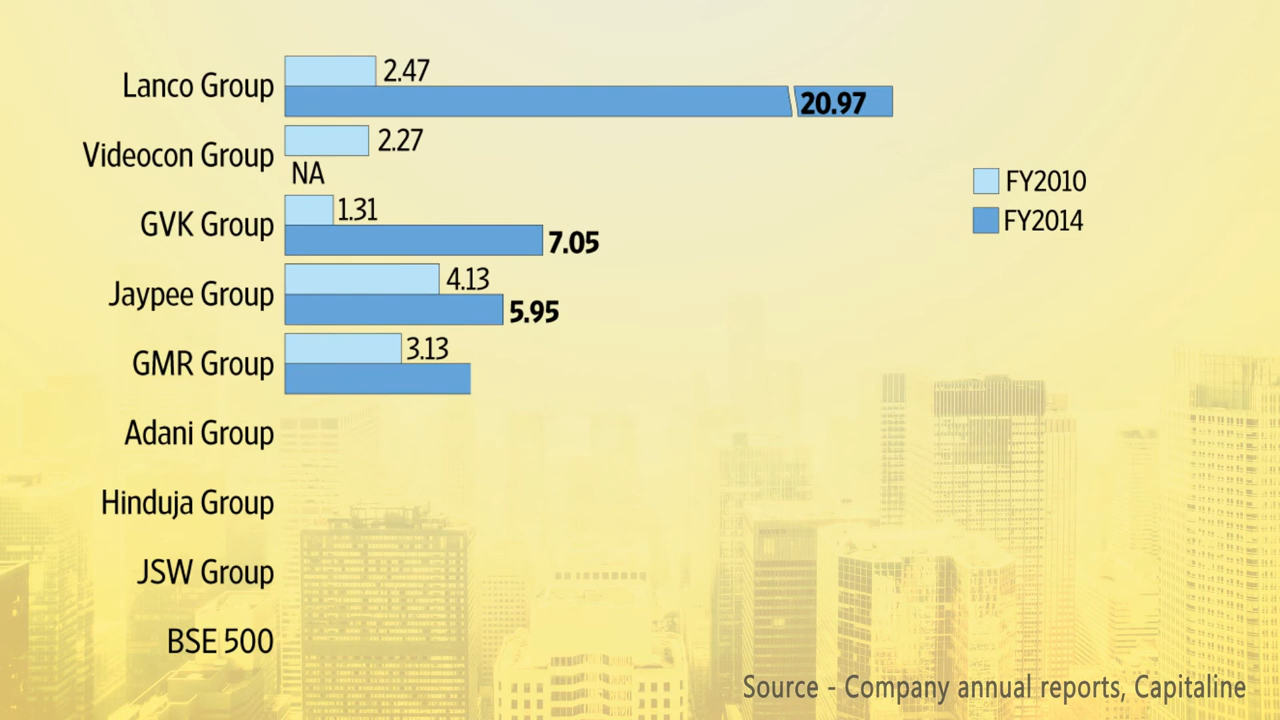 Lanco Group
2.47
20.97
Videocon Group
2.27
NA
GVK Group
1.31
7.05
Jaypee Group
4.13
5.95
GMR Group
3.13
Adani Group
Hinduja Group
JSW Group
BSE 500
FY2010
FY2014
Source - Company annual reports, Capitaline